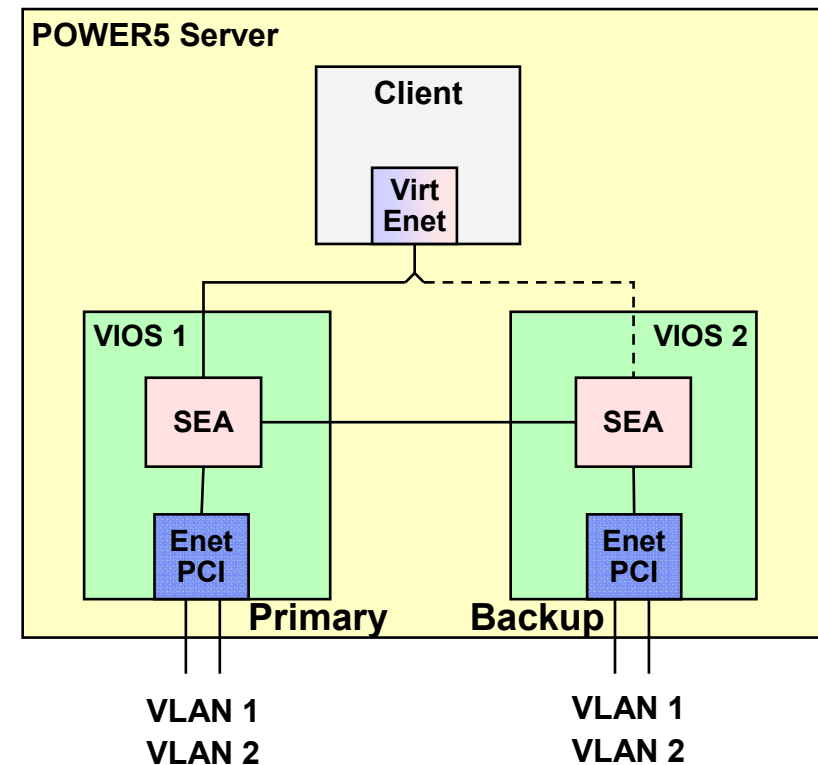 POWER5 Server
Client
Virt
Enet
VIOS 1
VIOS 2
SEA
SEA
Enet
PCI
Enet
PCI
Primary
Backup
VLAN 1
VLAN 2
VLAN 1
VLAN 2